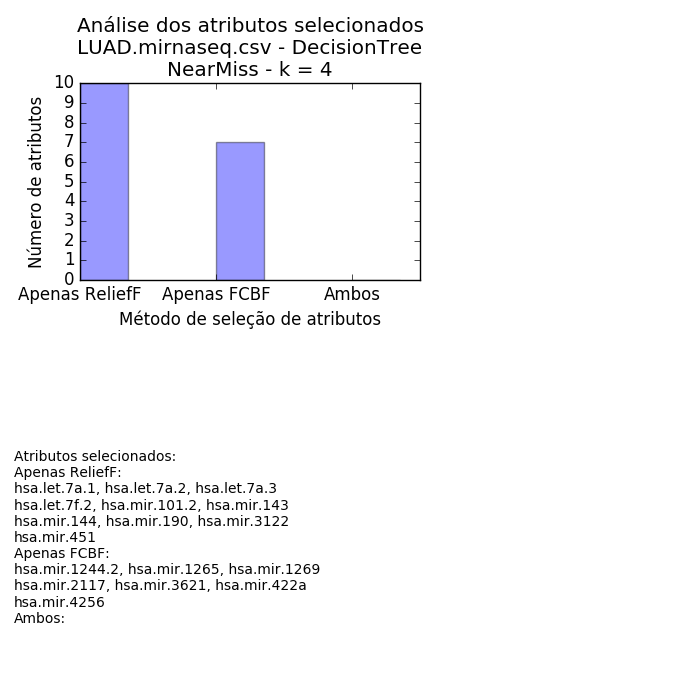 Análise dos atributos selecionados
LUAD.mirnaseq.csv - DecisionTree
NearMiss - k = 4
10
9
8
7
6
5
4
3
2
1
0
Número de atributos
Apenas ReliefF Apenas FCBF Ambos
Método de seleção de atributos
Atributos selecionados:
Apenas ReliefF:
hsa.let.7a.1, hsa.let.7a.2, hsa.let.7a.3
hsa.let.7f.2, hsa.mir.101.2, hsa.mir.143
hsa.mir.144, hsa.mir.190, hsa.mir.3122
hsa.mir.451
Apenas FCBF:
hsa.mir.1244.2, hsa.mir.1265, hsa.mir.1269
hsa.mir.2117, hsa.mir.3621, hsa.mir.422a
hsa.mir.4256
Ambos: